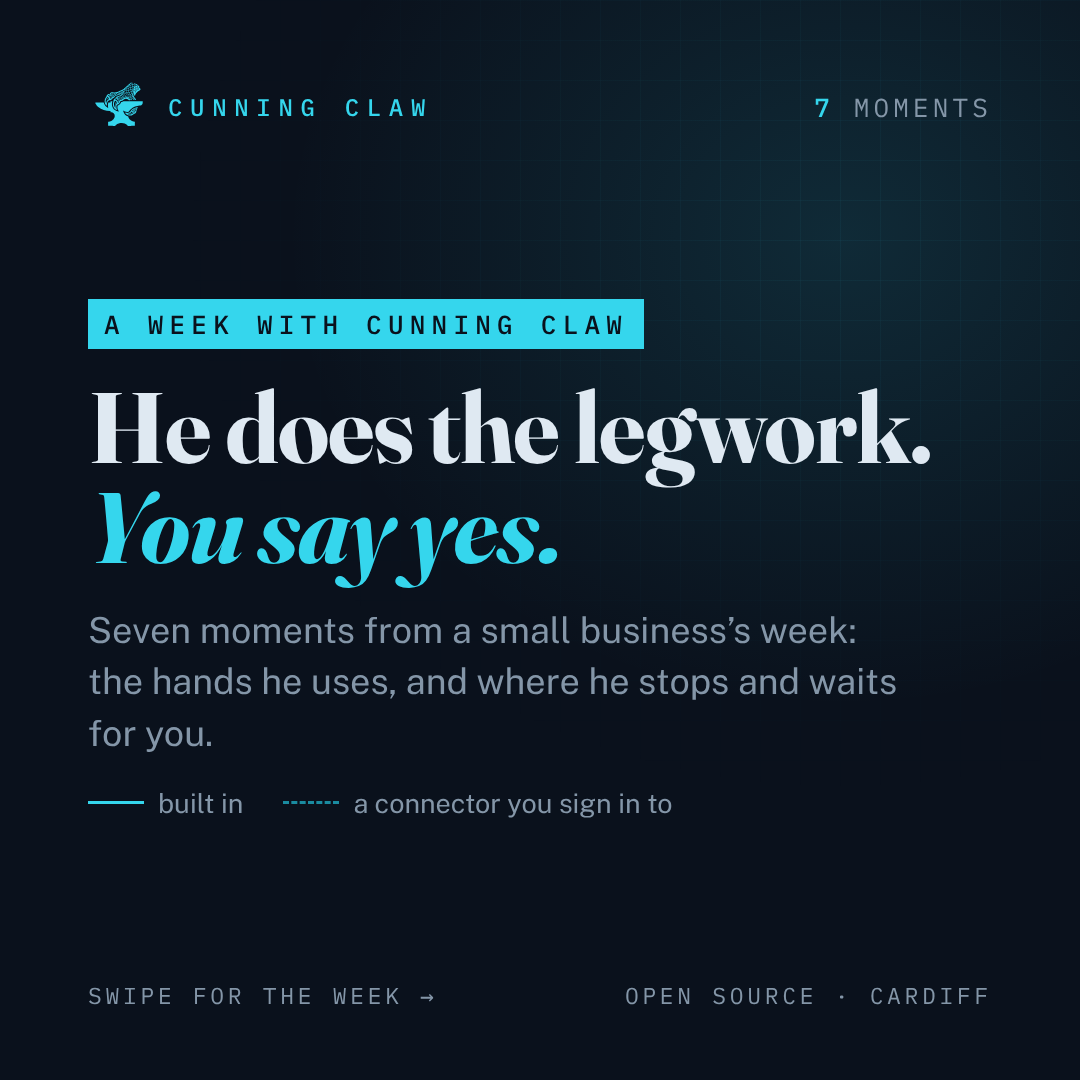 CUNNING CLAW
7 MOMENTS
A WEEK WITH CUNNING CLAW
He does the legwork.
You say yes.
Seven moments from a small business’s week:
the hands he uses, and where he stops and waits
for you.
built in
a connector you sign in to
SWIPE FOR THE WEEK →
OPEN SOURCE · CARDIFF